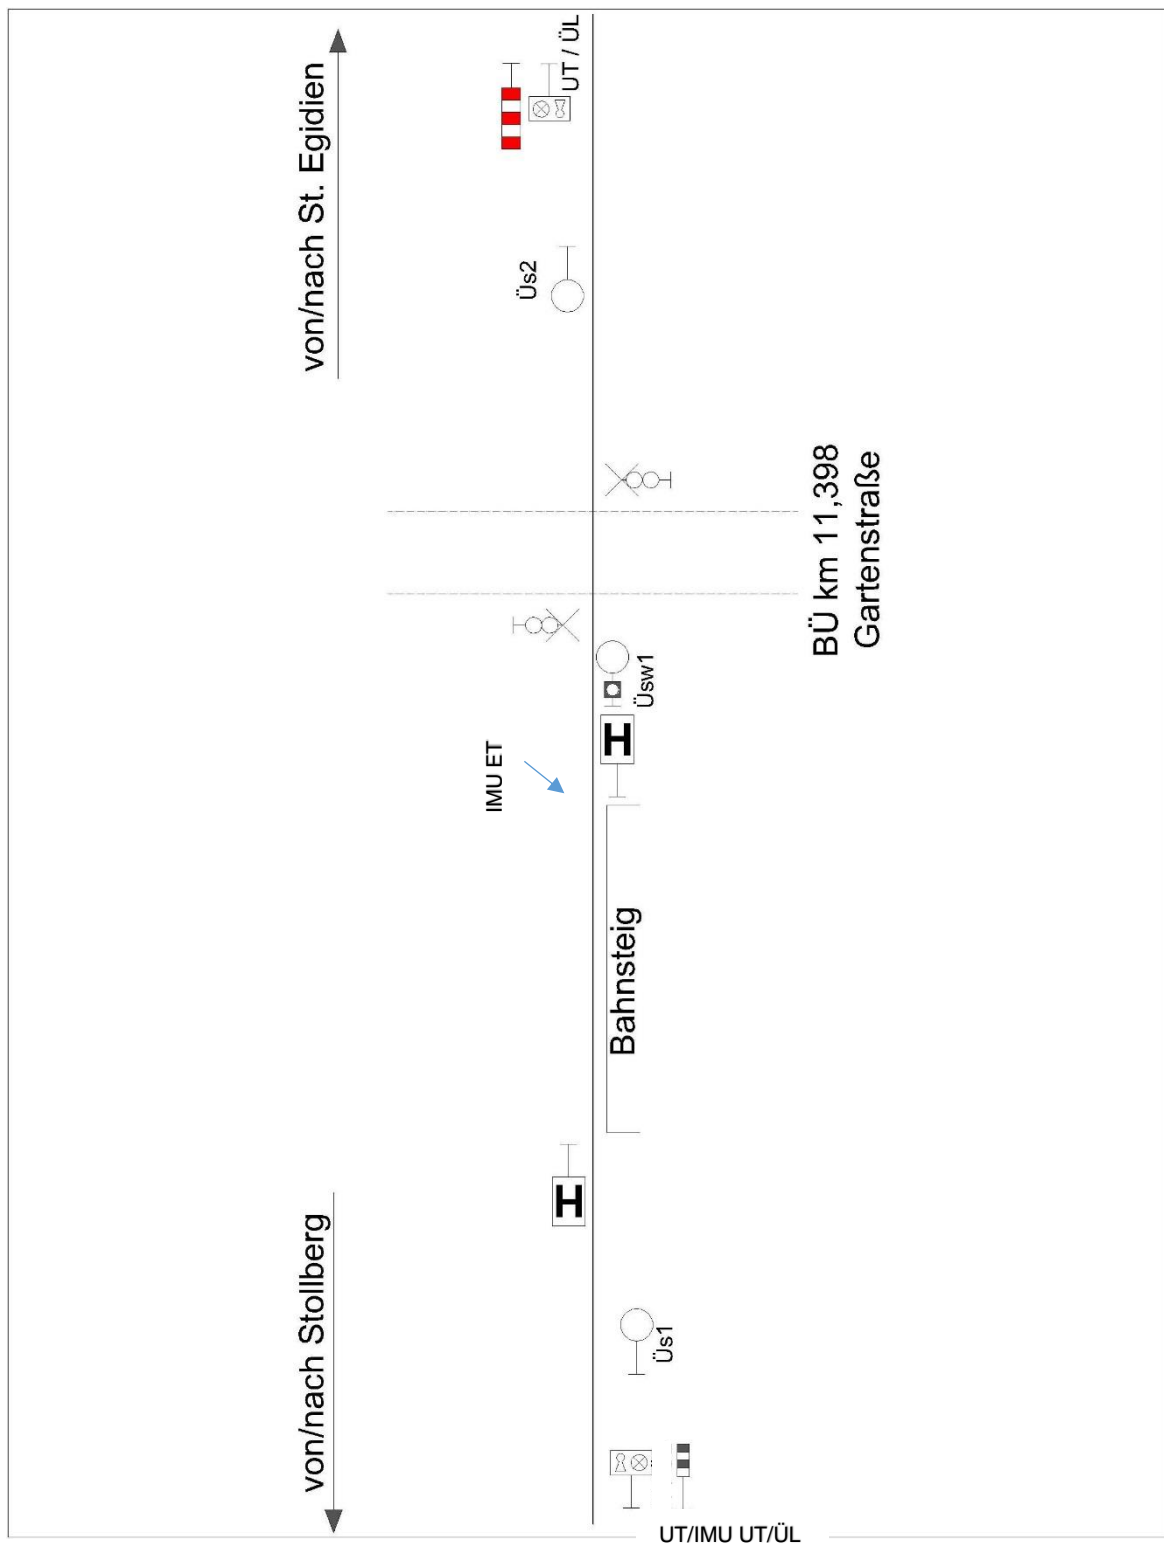 von/nach St. Egidien
UT / ÜL
Üs2
BÜ km 11,398
Gartenstraße
Üsw1
H
IMU ET
Bahnsteig
H
von/nach Stollberg
Üs1
UT/IMU UT/ÜL